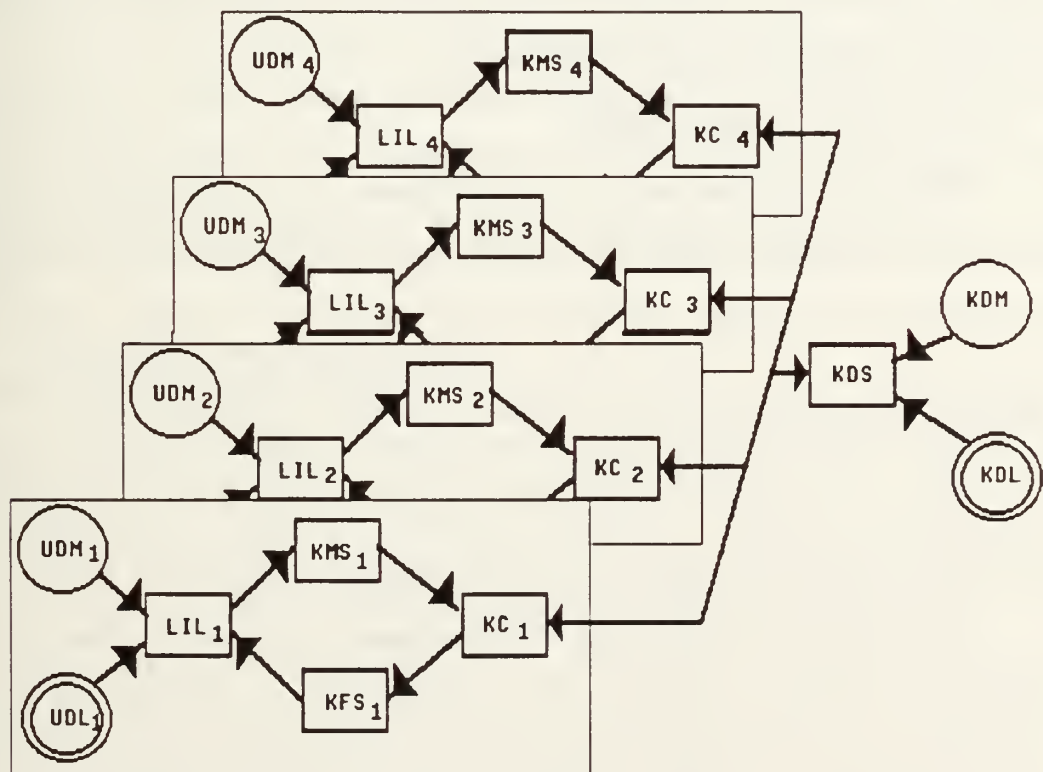 UDM 4
KMS 4
LIL 4
KC 4
UDM 3
KMS 3
LIL 3
KC 3
KDM
KDS
UDM 2
KMS 2
LIL 2
KC 2
KDL
UDM 1
KMS 1
LIL 1
KC 1
UDL 1
KFS 1